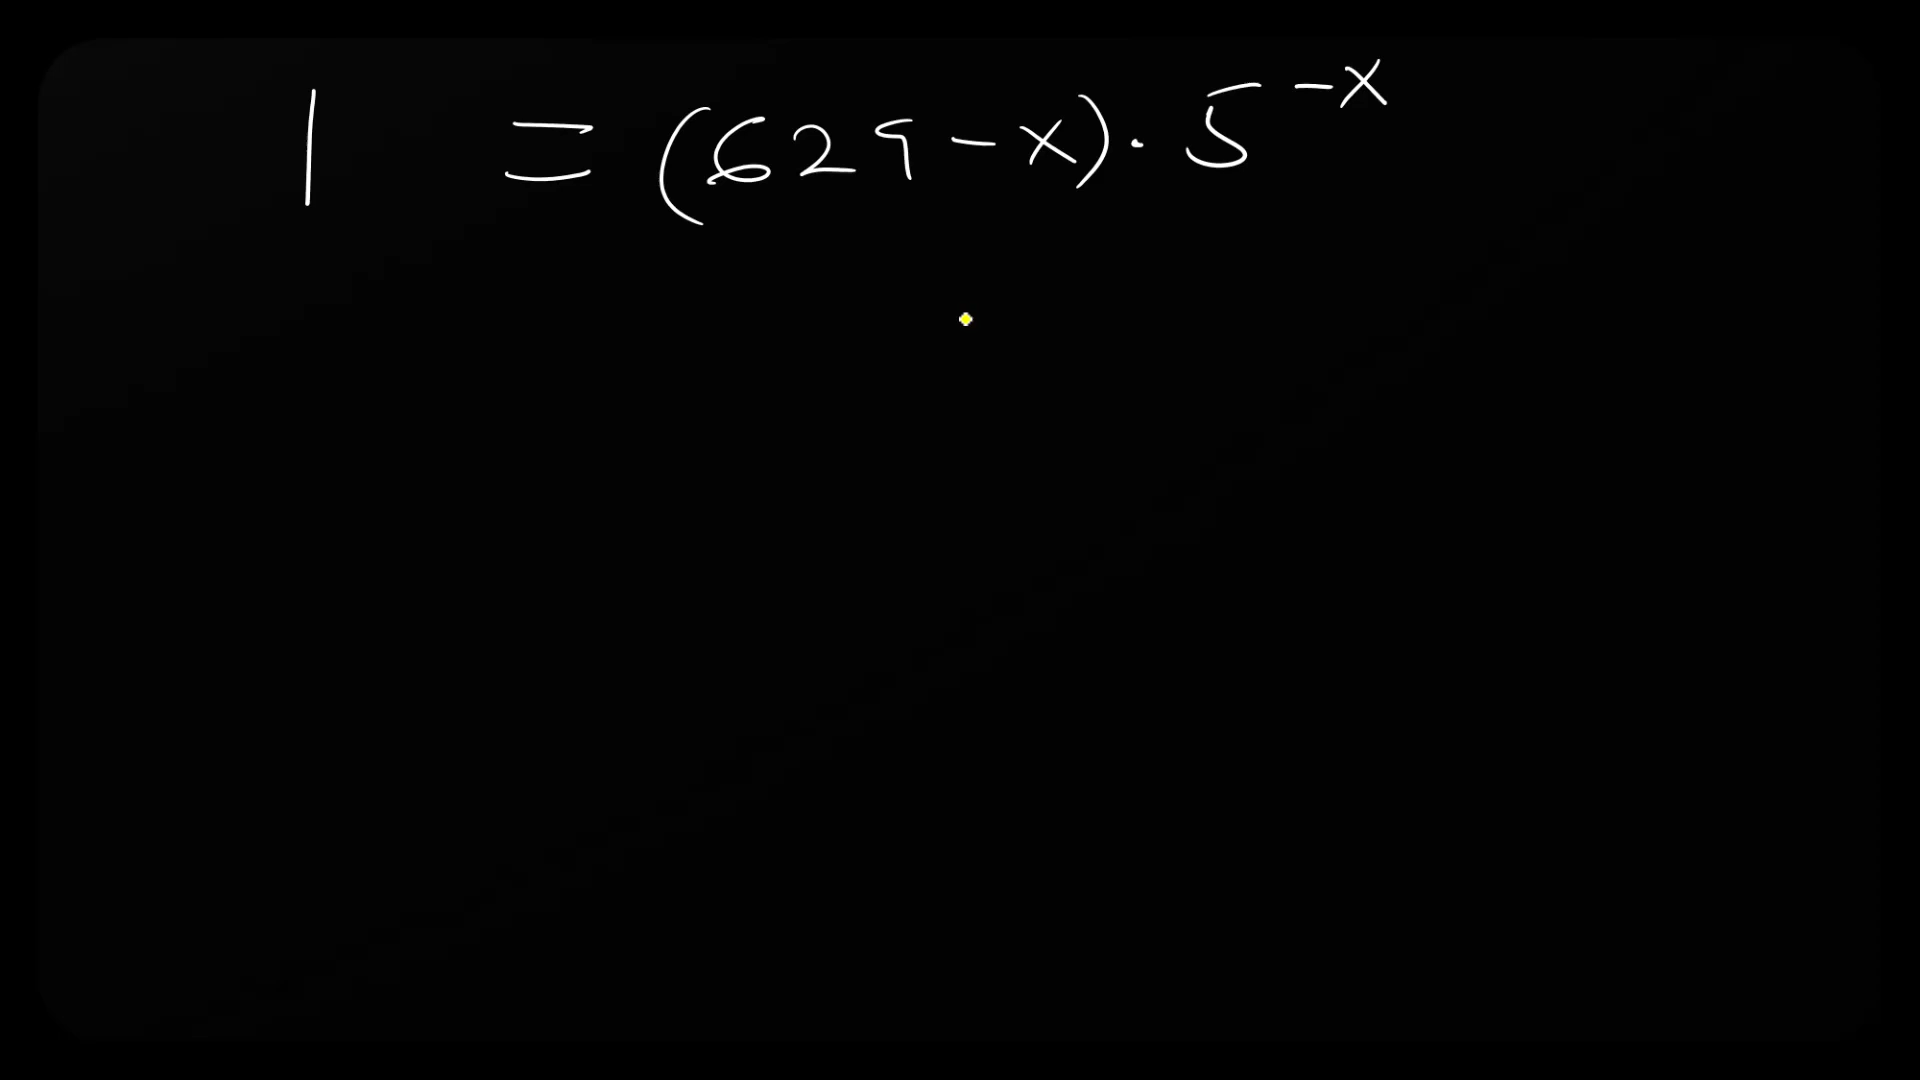 1 = (629 - x) · 5^{-x}